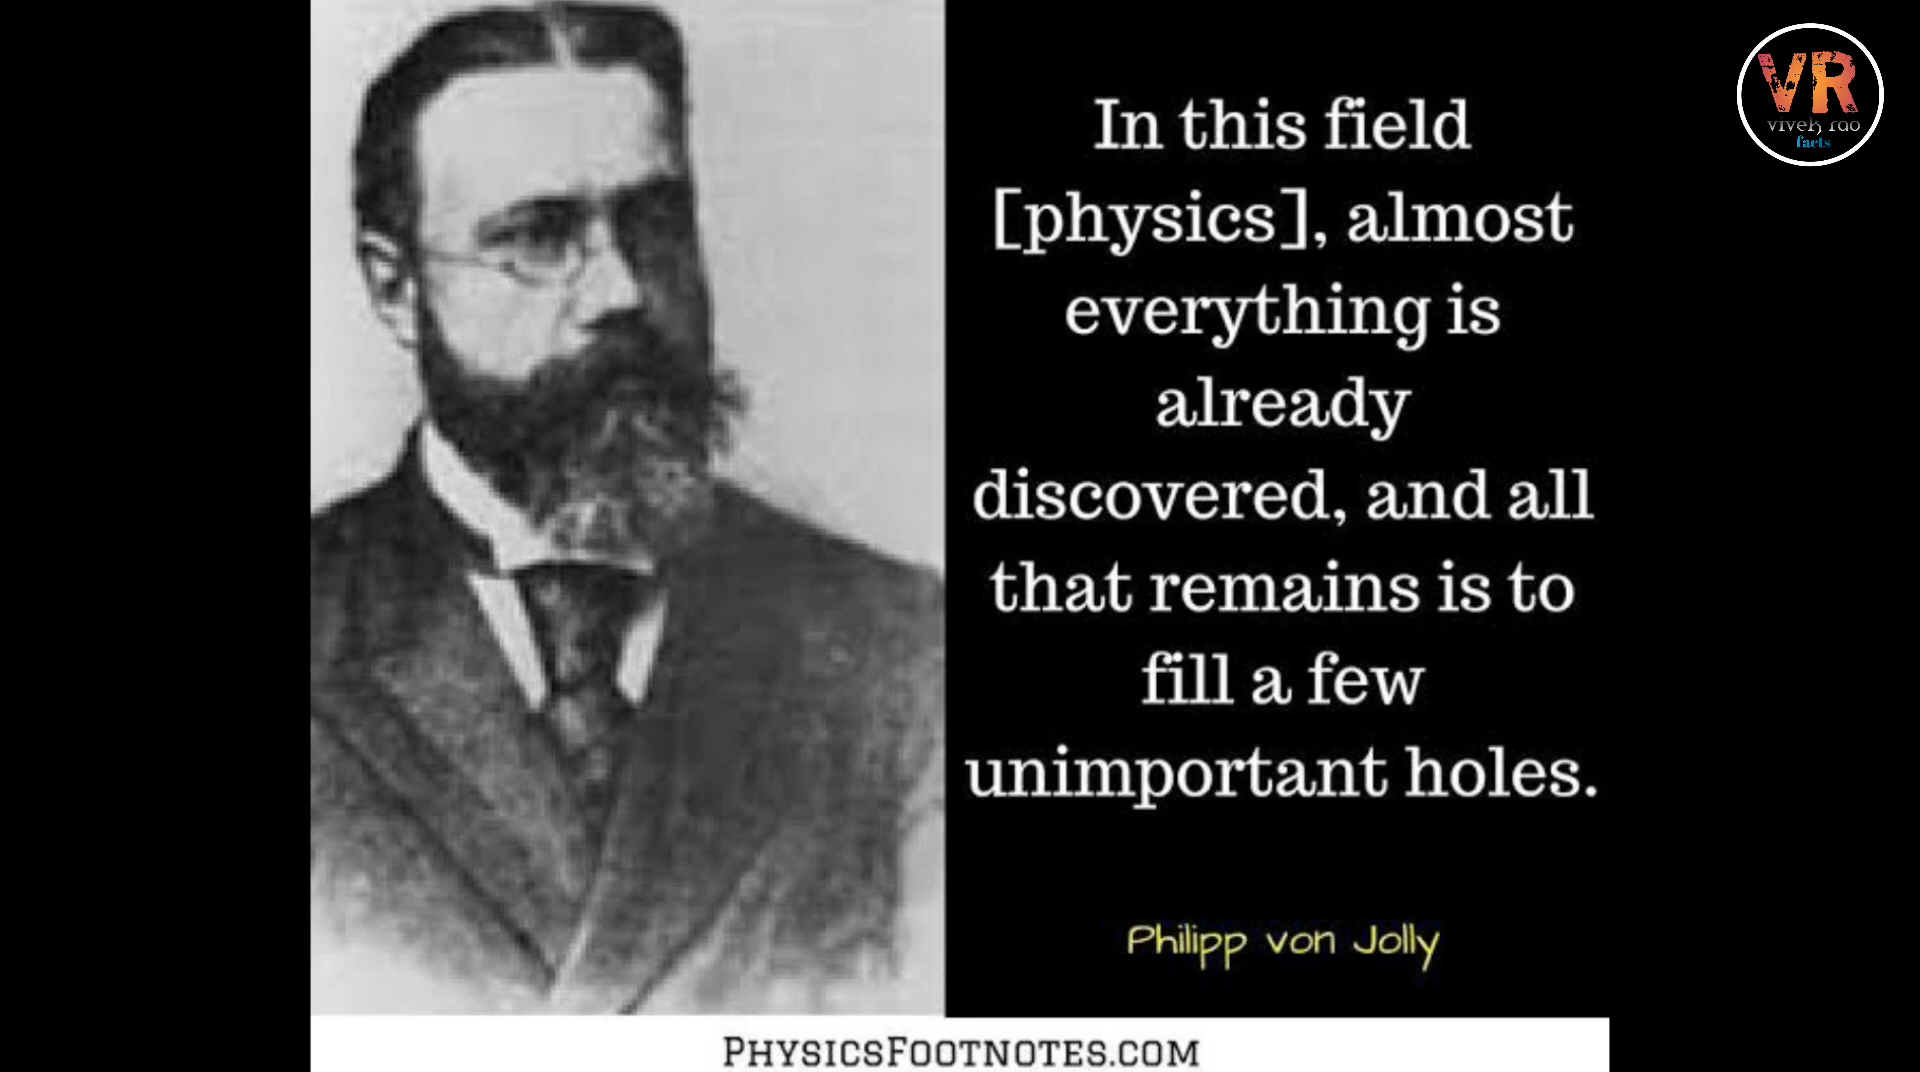 In this field
[physics], almost
everything is
already
discovered, and all
that remains is to
fill a few
unimportant holes.
Philipp von Jolly
PHYSICSFOOTNOTES.COM
VR
vivek rao
facts